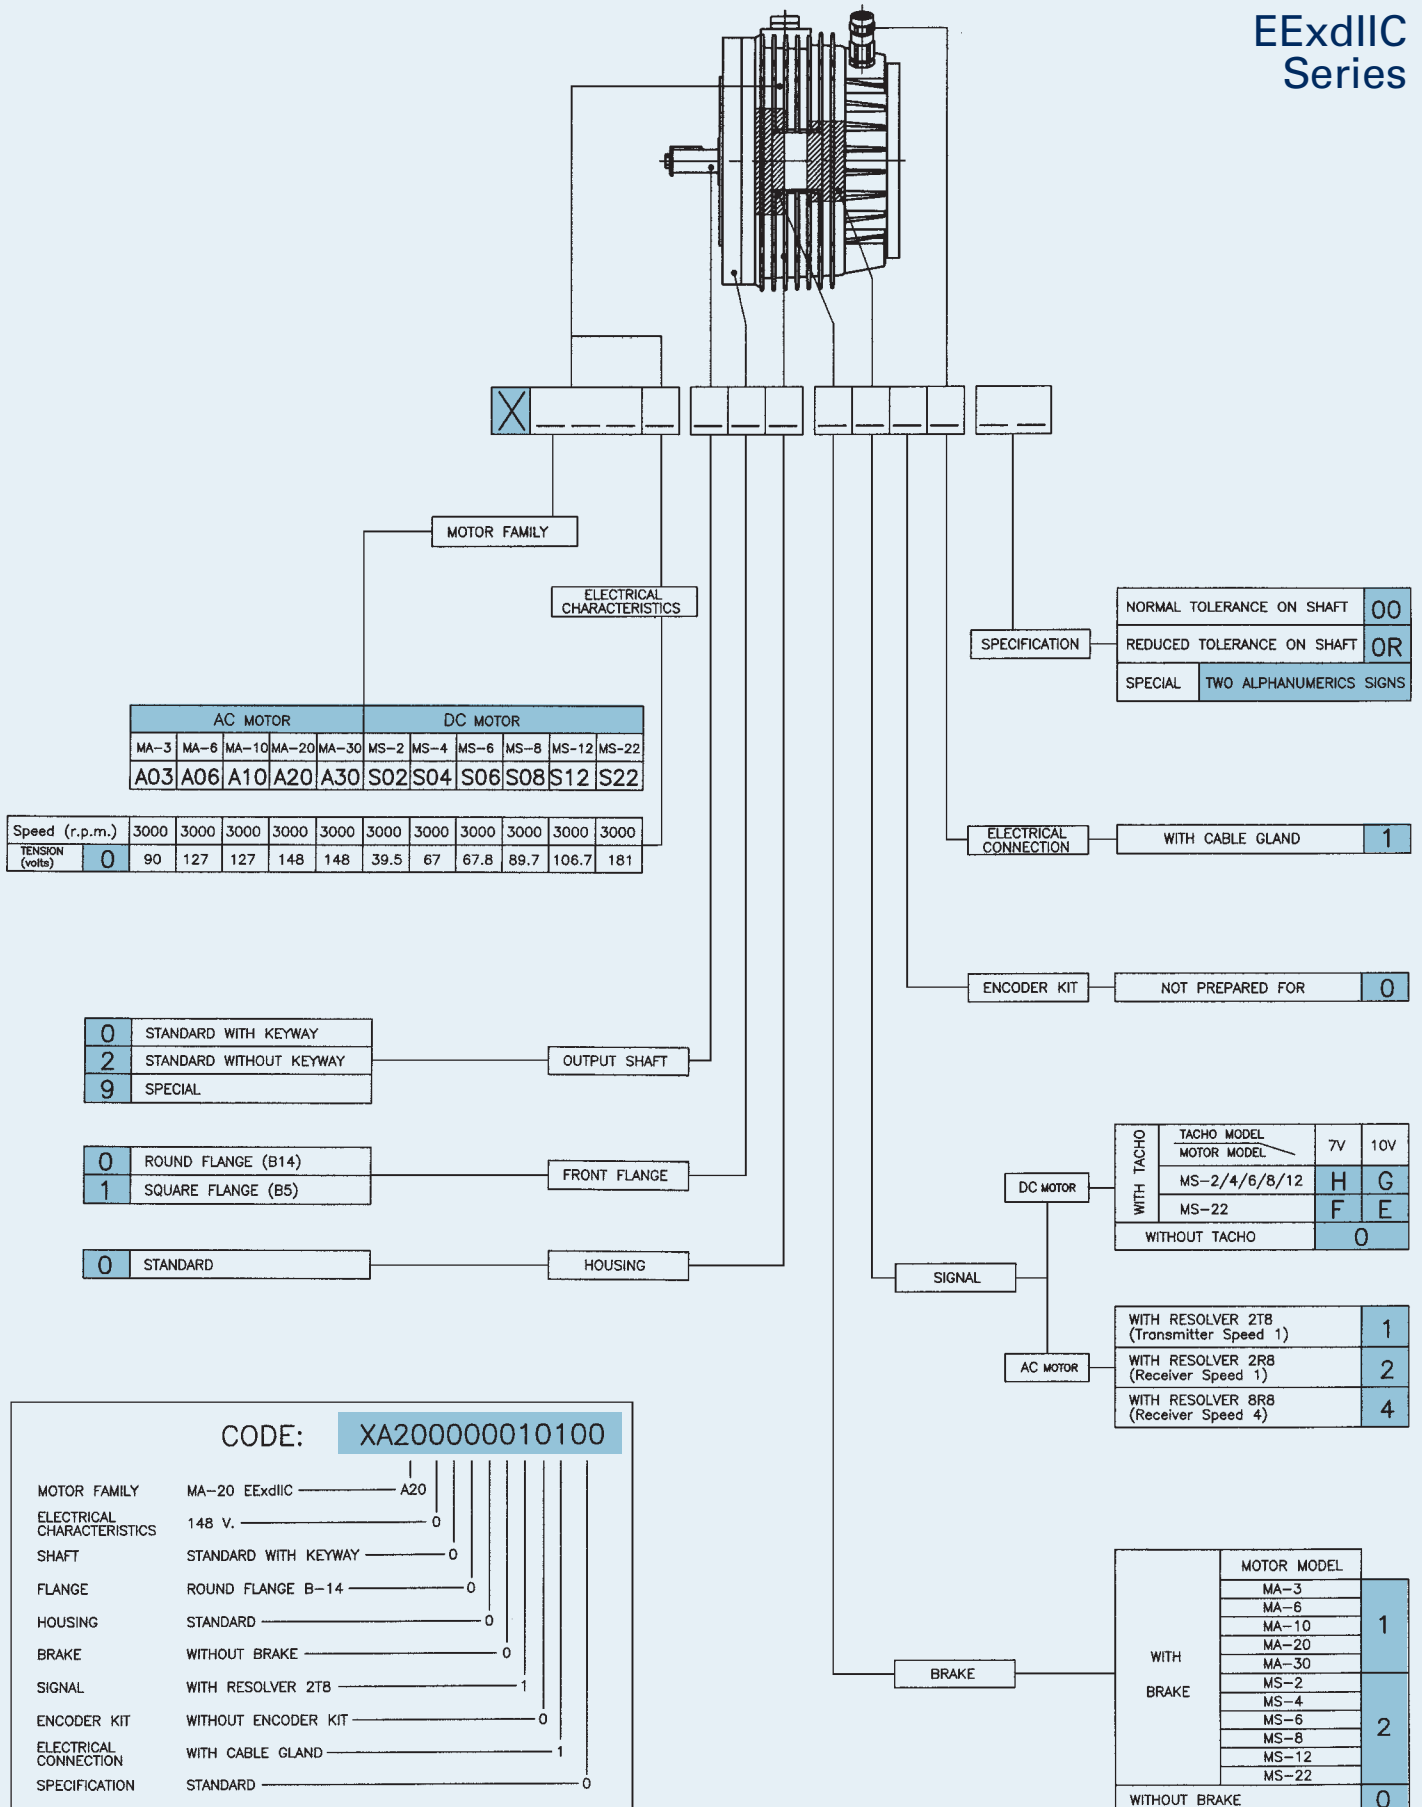 EExdIIC
Series
X
MOTOR FAMILY
ELECTRICAL
CHARACTERISTICS
SPECIFICATION
NORMAL TOLERANCE ON SHAFT 00
REDUCED TOLERANCE ON SHAFT 0R
SPECIAL TWO ALPHANUMERICS SIGNS
AC MOTOR DC MOTOR
MA-3 MA-6 MA-10 MA-20 MA-30 MS-2 MS-4 MS-6 MS-8 MS-12 MS-22
A03 A06 A10 A20 A30 S02 S04 S06 S08 S12 S22
Speed (r.p.m.) 3000 3000 3000 3000 3000 3000 3000 3000 3000 3000 3000
TENSION
(volts) 0 90 127 127 148 148 39.5 67 67.8 89.7 106.7 181
ELECTRICAL
CONNECTION
WITH CABLE GLAND 1
ENCODER KIT NOT PREPARED FOR 0
0 STANDARD WITH KEYWAY
2 STANDARD WITHOUT KEYWAY
9 SPECIAL
OUTPUT SHAFT
0 ROUND FLANGE (B14)
1 SQUARE FLANGE (B5)
FRONT FLANGE
0 STANDARD
HOUSING
SIGNAL
DC MOTOR
WITH TACHO
TACHO MODEL
MOTOR MODEL
7V 10V
MS-2/4/6/8/12 H G
MS-22 F E
WITHOUT TACHO 0
AC MOTOR
WITH RESOLVER 2T8
(Transmitter Speed 1) 1
WITH RESOLVER 2R8
(Receiver Speed 1) 2
WITH RESOLVER 8R8
(Receiver Speed 4) 4
CODE: XA200000010100
MOTOR FAMILY MA-20 EExdIIC A20
ELECTRICAL
CHARACTERISTICS
148 V. 0
SHAFT STANDARD WITH KEYWAY 0
FLANGE ROUND FLANGE B-14 0
HOUSING STANDARD 0
BRAKE WITHOUT BRAKE 0
SIGNAL WITH RESOLVER 2T8 1
ENCODER KIT WITHOUT ENCODER KIT 0
ELECTRICAL
CONNECTION
WITH CABLE GLAND 1
SPECIFICATION STANDARD 0
BRAKE
WITH
BRAKE
MOTOR MODEL
MA-3
MA-6
MA-10
MA-20
MA-30
1
MS-2
MS-4
MS-6
MS-8
MS-12
MS-22
2
WITHOUT BRAKE 0